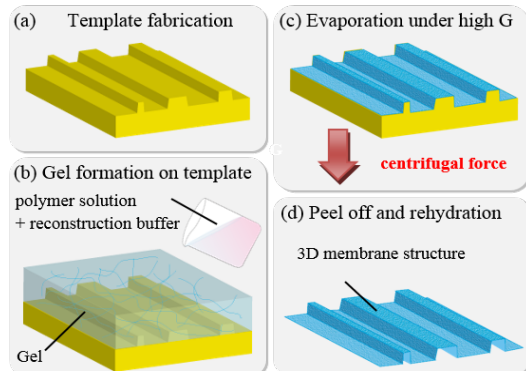 (a) Template fabrication
(b) Gel formation on template
polymer solution
+ reconstruction buffer
Gel
(c) Evaporation under high G
G
centrifugal force
(d) Peel off and rehydration
3D membrane structure